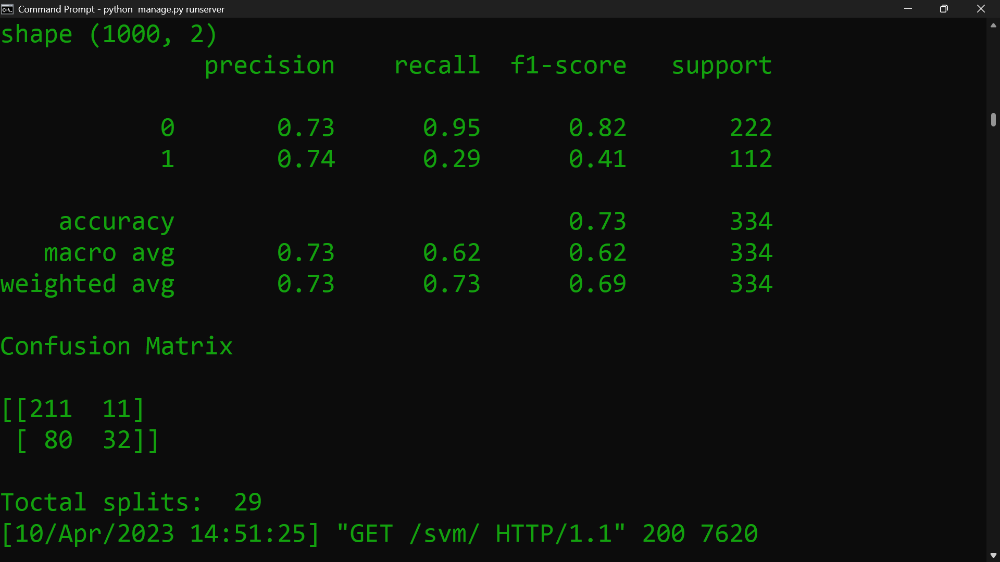 Command Prompt - python  manage.py runserver
shape (1000, 2)
              precision    recall  f1-score   support

           0       0.73      0.95      0.82       222
           1       0.74      0.29      0.41       112

    accuracy                           0.73       334
   macro avg       0.73      0.62      0.62       334
weighted avg       0.73      0.73      0.69       334

Confusion Matrix

[[211  11]
 [ 80  32]]

Toctal splits:  29
[10/Apr/2023 14:51:25] "GET /svm/ HTTP/1.1" 200 7620